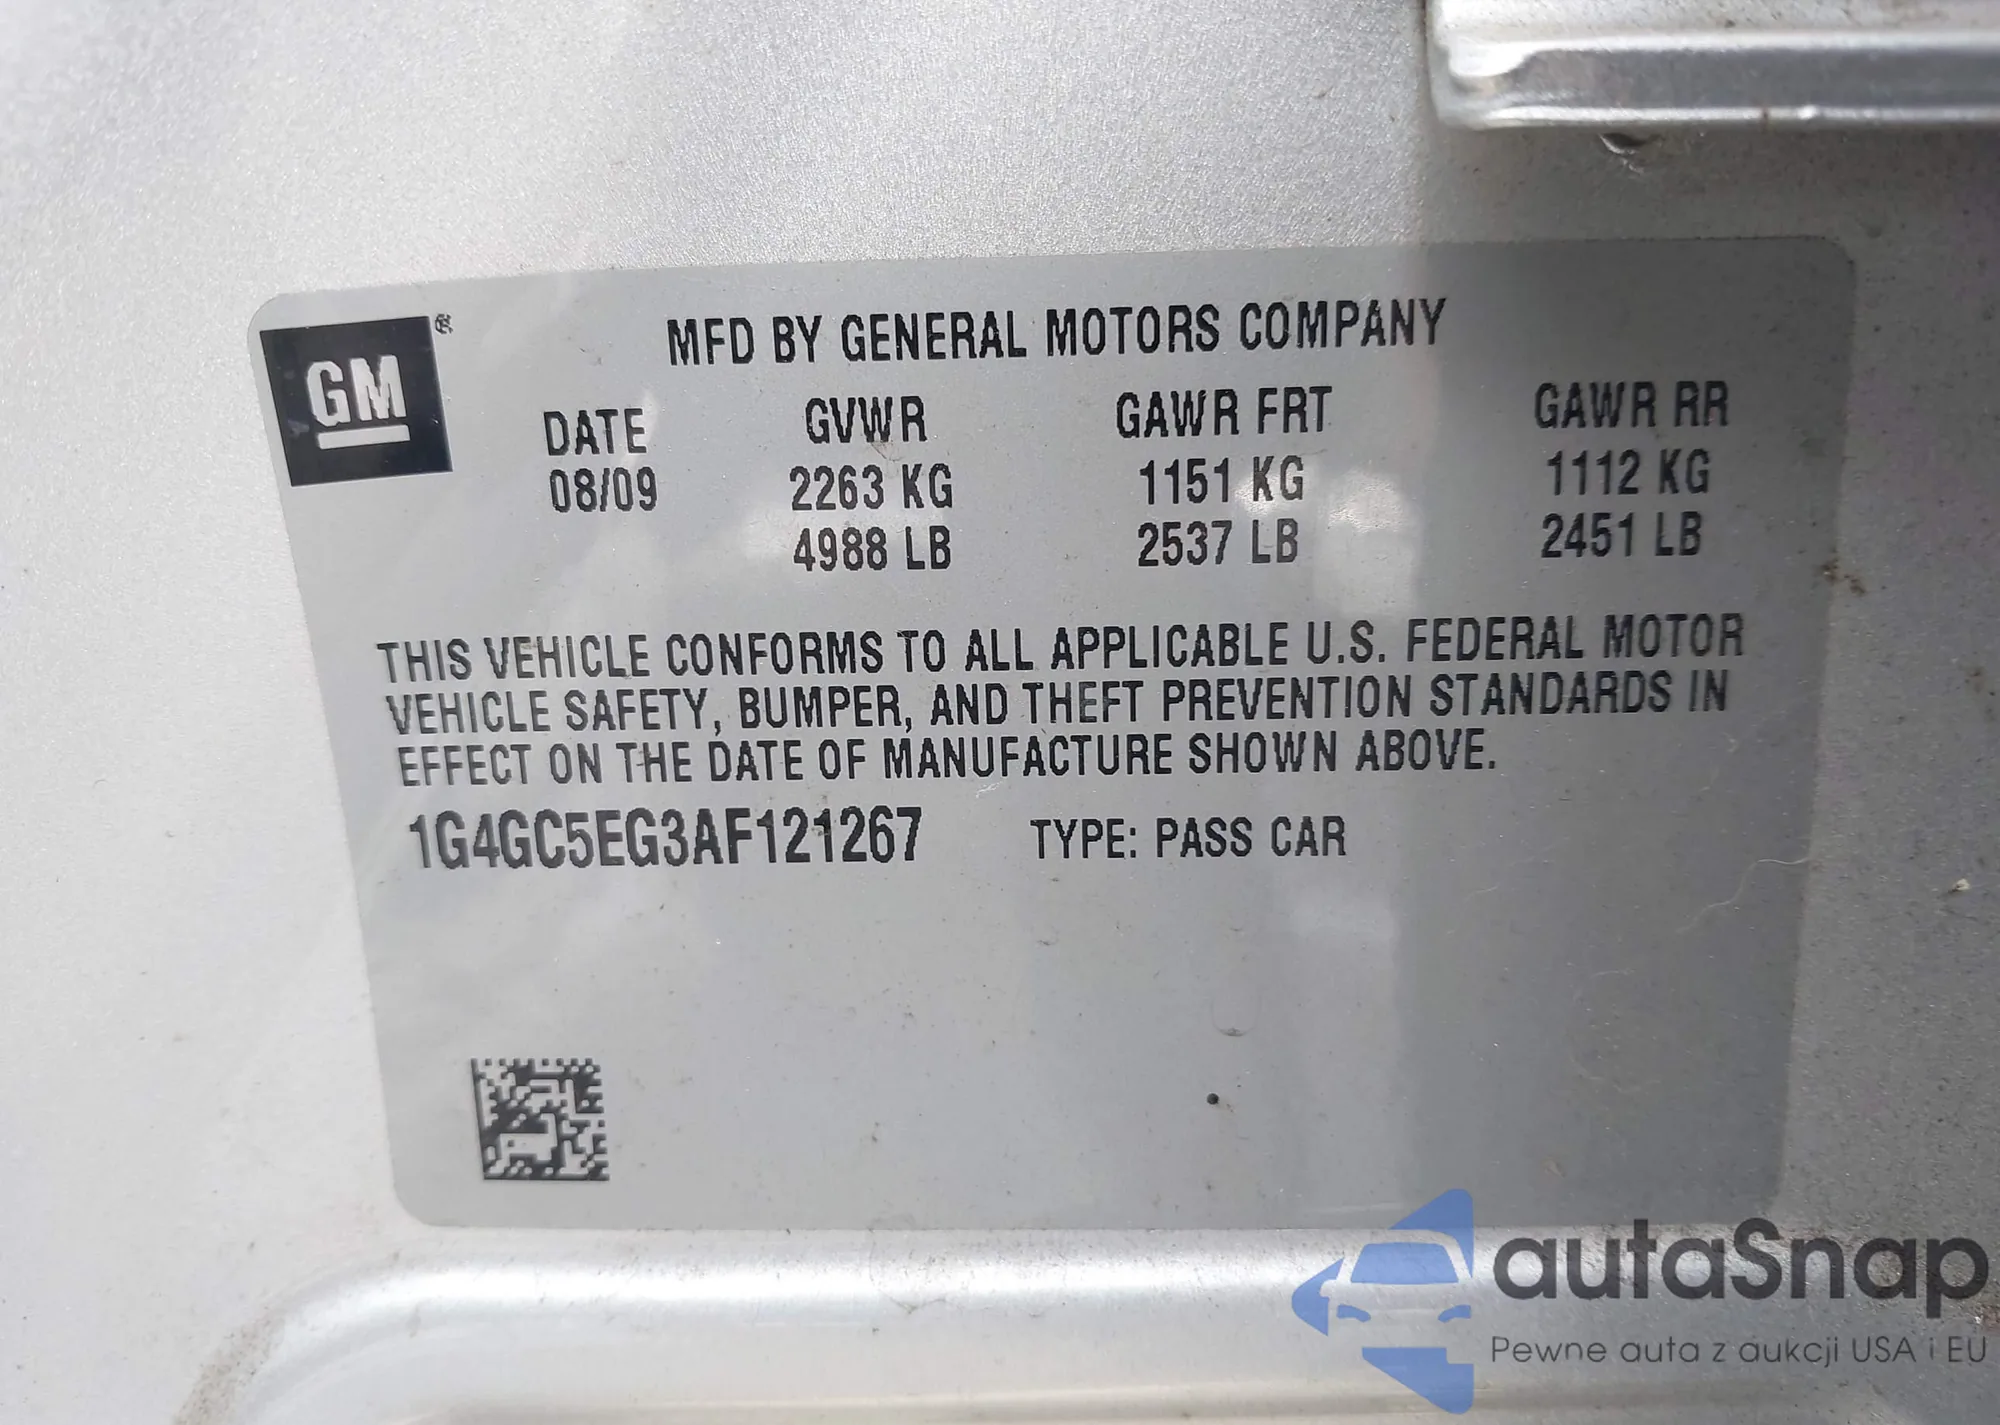 GM
MFD BY GENERAL MOTORS COMPANY
DATE GVWR GAWR FRT GAWR RR
08/09 2263 KG 1151 KG 1112 KG
4988 LB 2537 LB 2451 LB
THIS VEHICLE CONFORMS TO ALL APPLICABLE U.S. FEDERAL MOTOR
VEHICLE SAFETY, BUMPER, AND THEFT PREVENTION STANDARDS IN
EFFECT ON THE DATE OF MANUFACTURE SHOWN ABOVE.
1G4GC5EG3AF121267 TYPE: PASS CAR
autaSnap
Pewne auta z aukcji USA i EU